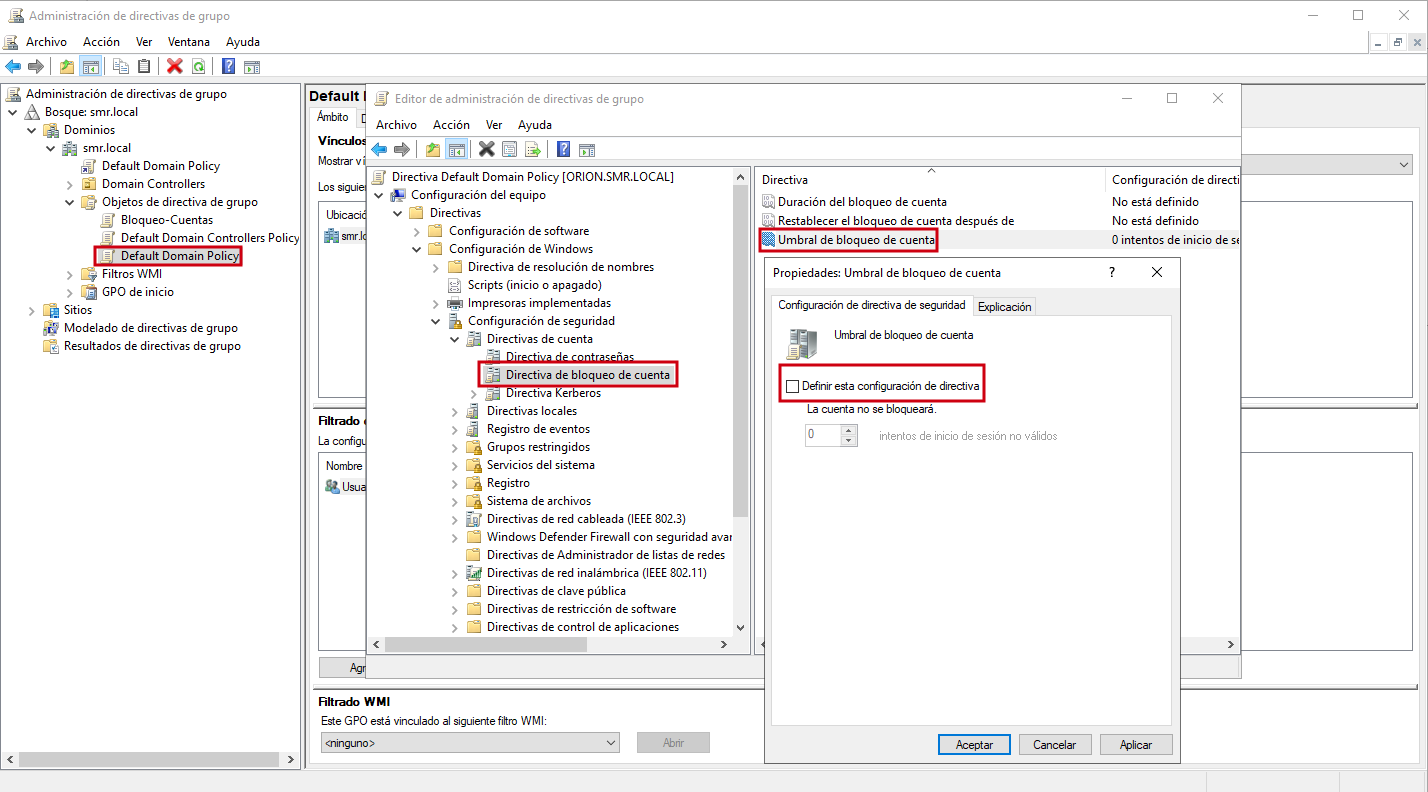 Administración de directivas de grupo
Archivo Acción Ver Ventana Ayuda
Administración de directivas de grupo
Bosque: smr.local
Dominios
smr.local
Default Domain Policy
Domain Controllers
Objetos de directiva de grupo
Bloqueo-Cuentas
Default Domain Controllers Policy
Default Domain Policy
Filtros WMI
GPO de inicio
Sitios
Modelado de directivas de grupo
Resultados de directivas de grupo
Default
Ámbito
Vínculos
Mostrar
Los siguie
Ubicació
smr.lo
Filtrado
La configu
Nombre
Usua
Agr
Filtrado WMI
Este GPO está vinculado al siguiente filtro WMI:
<ninguno>
Abrir
Editor de administración de directivas de grupo
Archivo Acción Ver Ayuda
Directiva Default Domain Policy [ORION.SMR.LOCAL]
Configuración del equipo
Directivas
Configuración de software
Configuración de Windows
Directiva de resolución de nombres
Scripts (inicio o apagado)
Impresoras implementadas
Configuración de seguridad
Directivas de cuenta
Directiva de contraseñas
Directiva de bloqueo de cuenta
Directiva Kerberos
Directivas locales
Registro de eventos
Grupos restringidos
Servicios del sistema
Registro
Sistema de archivos
Directivas de red cableada (IEEE 802.3)
Windows Defender Firewall con seguridad avar
Directivas de Administrador de listas de redes
Directivas de red inalámbrica (IEEE 802.11)
Directivas de clave pública
Directivas de restricción de software
Directivas de control de aplicaciones
Directiva Configuración de directi
Duración del bloqueo de cuenta No está definido
Restablecer el bloqueo de cuenta después de No está definido
Umbral de bloqueo de cuenta 0 intentos de inicio de se
Propiedades: Umbral de bloqueo de cuenta ?
Configuración de directiva de seguridad Explicación
Umbral de bloqueo de cuenta
Definir esta configuración de directiva
La cuenta no se bloqueará.
0 intentos de inicio de sesión no válidos
Aceptar Cancelar Aplicar